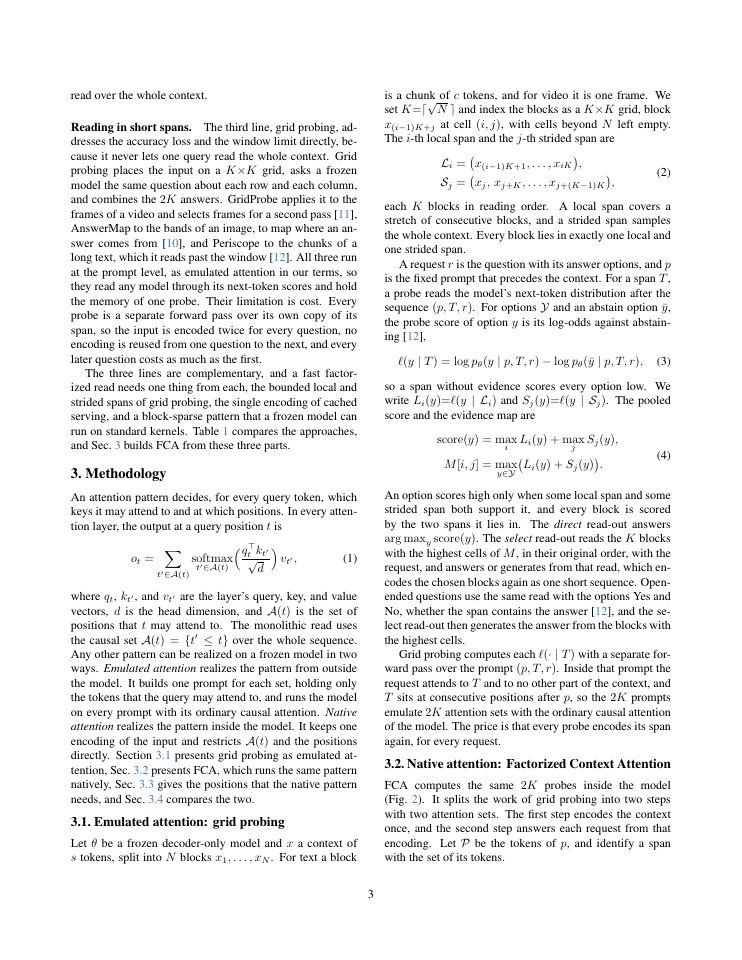 read over the whole context.
Reading in short spans. The third line, grid probing, ad-
dresses the accuracy loss and the window limit directly, be-
cause it never lets one query read the whole context. Grid
probing places the input on a K×K grid, asks a frozen
model the same question about each row and each column,
and combines the 2K answers. GridProbe applies it to the
frames of a video and selects frames for a second pass [11],
AnswerMap to the bands of an image, to map where an an-
swer comes from [10], and Periscope to the chunks of a
long text, which it reads past the window [12]. All three run
at the prompt level, as emulated attention in our terms, so
they read any model through its next-token scores and hold
the memory of one probe. Their limitation is cost. Every
probe is a separate forward pass over its own copy of its
span, so the input is encoded twice for every question, no
encoding is reused from one question to the next, and every
later question costs as much as the first.
The three lines are complementary, and a fast factor-
ized read needs one thing from each, the bounded local and
strided spans of grid probing, the single encoding of cached
serving, and a block-sparse pattern that a frozen model can
run on standard kernels. Table 1 compares the approaches,
and Sec. 3 builds FCA from these three parts.
3. Methodology
An attention pattern decides, for every query token, which
keys it may attend to and at which positions. In every atten-
tion layer, the output at a query position t is
o_t = ∑_{t′∈A(t)} softmax_{t′∈A(t)} (q_t^⊤ k_{t′} / √d) v_{t′}, (1)
where q_t, k_{t′}, and v_{t′} are the layer's query, key, and value
vectors, d is the head dimension, and A(t) is the set of
positions that t may attend to. The monolithic read uses
the causal set A(t) = {t′ ≤ t} over the whole sequence.
Any other pattern can be realized on a frozen model in two
ways. Emulated attention realizes the pattern from outside
the model. It builds one prompt for each set, holding only
the tokens that the query may attend to, and runs the model
on every prompt with its ordinary causal attention. Native
attention realizes the pattern inside the model. It keeps one
encoding of the input and restricts A(t) and the positions
directly. Section 3.1 presents grid probing as emulated at-
tention, Sec. 3.2 presents FCA, which runs the same pattern
natively, Sec. 3.3 gives the positions that the native pattern
needs, and Sec. 3.4 compares the two.
3.1. Emulated attention: grid probing
Let θ be a frozen decoder-only model and x a context of
s tokens, split into N blocks x_1, . . . , x_N. For text a block
is a chunk of c tokens, and for video it is one frame. We
set K=⌈√N⌉ and index the blocks as a K×K grid, block
x_{(i−1)K+j} at cell (i, j), with cells beyond N left empty.
The i-th local span and the j-th strided span are
L_i = (x_{(i−1)K+1}, . . . , x_{iK}),
S_j = (x_j, x_{j+K}, . . . , x_{j+(K−1)K}), (2)
each K blocks in reading order. A local span covers a
stretch of consecutive blocks, and a strided span samples
the whole context. Every block lies in exactly one local and
one strided span.
A request r is the question with its answer options, and p
is the fixed prompt that precedes the context. For a span T,
a probe reads the model's next-token distribution after the
sequence (p, T, r). For options Y and an abstain option ȳ,
the probe score of option y is its log-odds against abstain-
ing [12],
ℓ(y | T) = log p_θ(y | p, T, r) − log p_θ(ȳ | p, T, r), (3)
so a span without evidence scores every option low. We
write L_i(y)=ℓ(y | L_i) and S_j(y)=ℓ(y | S_j). The pooled
score and the evidence map are
score(y) = max_i L_i(y) + max_j S_j(y),
M[i, j] = max_{y∈Y} (L_i(y) + S_j(y)). (4)
An option scores high only when some local span and some
strided span both support it, and every block is scored
by the two spans it lies in. The direct read-out answers
arg max_y score(y). The select read-out reads the K blocks
with the highest cells of M, in their original order, with the
request, and answers or generates from that read, which en-
codes the chosen blocks again as one short sequence. Open-
ended questions use the same read with the options Yes and
No, whether the span contains the answer [12], and the se-
lect read-out then generates the answer from the blocks with
the highest cells.
Grid probing computes each ℓ(· | T) with a separate for-
ward pass over the prompt (p, T, r). Inside that prompt the
request attends to T and to no other part of the context, and
T sits at consecutive positions after p, so the 2K prompts
emulate 2K attention sets with the ordinary causal attention
of the model. The price is that every probe encodes its span
again, for every request.
3.2. Native attention: Factorized Context Attention
FCA computes the same 2K probes inside the model
(Fig. 2). It splits the work of grid probing into two steps
with two attention sets. The first step encodes the context
once, and the second step answers each request from that
encoding. Let P be the tokens of p, and identify a span
with the set of its tokens.
3